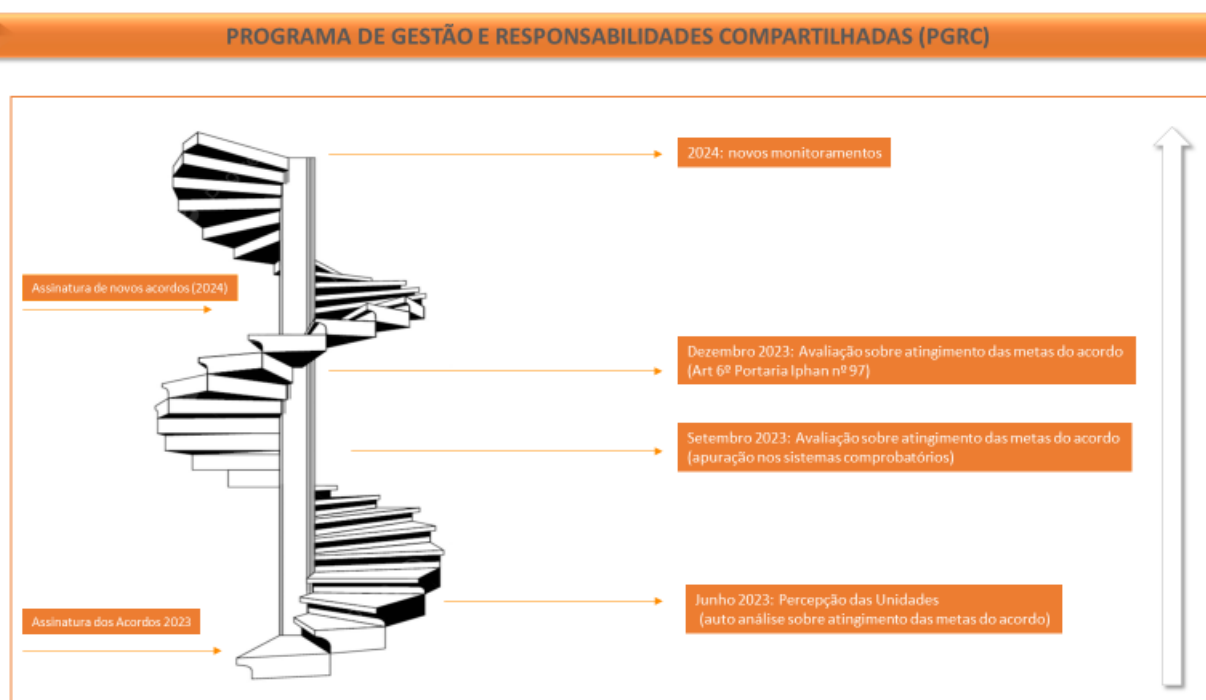 PROGRAMA DE GESTÃO E RESPONSABILIDADES COMPARTILHADAS (PGRC)
2024: novos monitoramentos
Assinatura de novos acordos (2024)
Dezembro 2023: Avaliação sobre atingimento das metas do acordo
(Art 6º Portaria Iphan nº 97)
Setembro 2023: Avaliação sobre atingimento das metas do acordo
(apuração nos sistemas comprobatórios)
Junho 2023: Percepção das Unidades
(auto análise sobre atingimento das metas do acordo)
Assinatura dos Acordos 2023